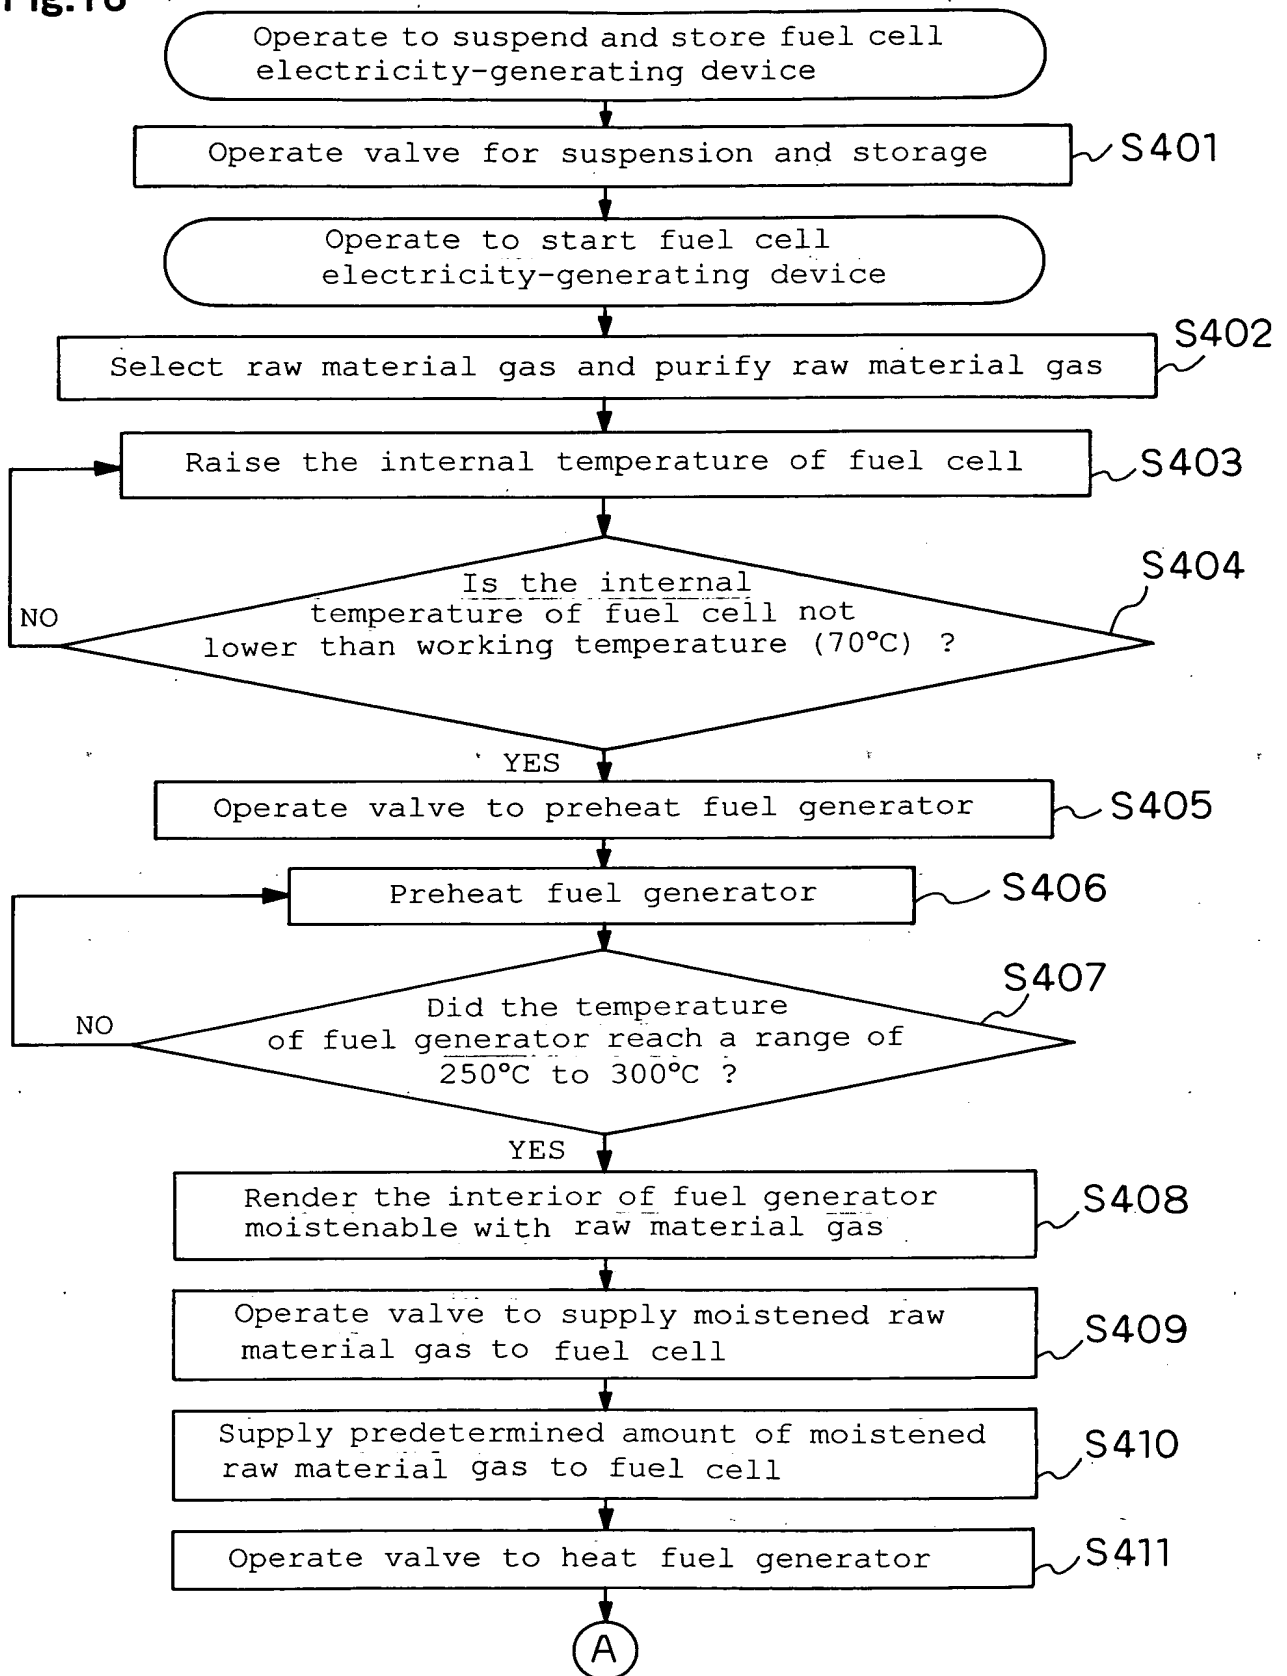 Operate to suspend and store fuel cell
electricity-generating device
Operate valve for suspension and storage
S401
Operate to start fuel cell
electricity-generating device
S402
Select raw material gas and purify raw material gas
Raise the internal temperature of fuel cell
S403
S404
Is the internal
temperature of fuel cell not
lower than working temperature (70°C) ?
NO
YES
Operate valve to preheat fuel generator
S405
Preheat fuel generator
S406
S407
Did the temperature
of fuel generator reach a range of
250°C to 300°C ?
NO
YES
Render the interior of fuel generator
moistenable with raw material gas
S408
Operate valve to supply moistened raw
material gas to fuel cell
S409
Supply predetermined amount of moistened
raw material gas to fuel cell
S410
Operate valve to heat fuel generator
S411
A